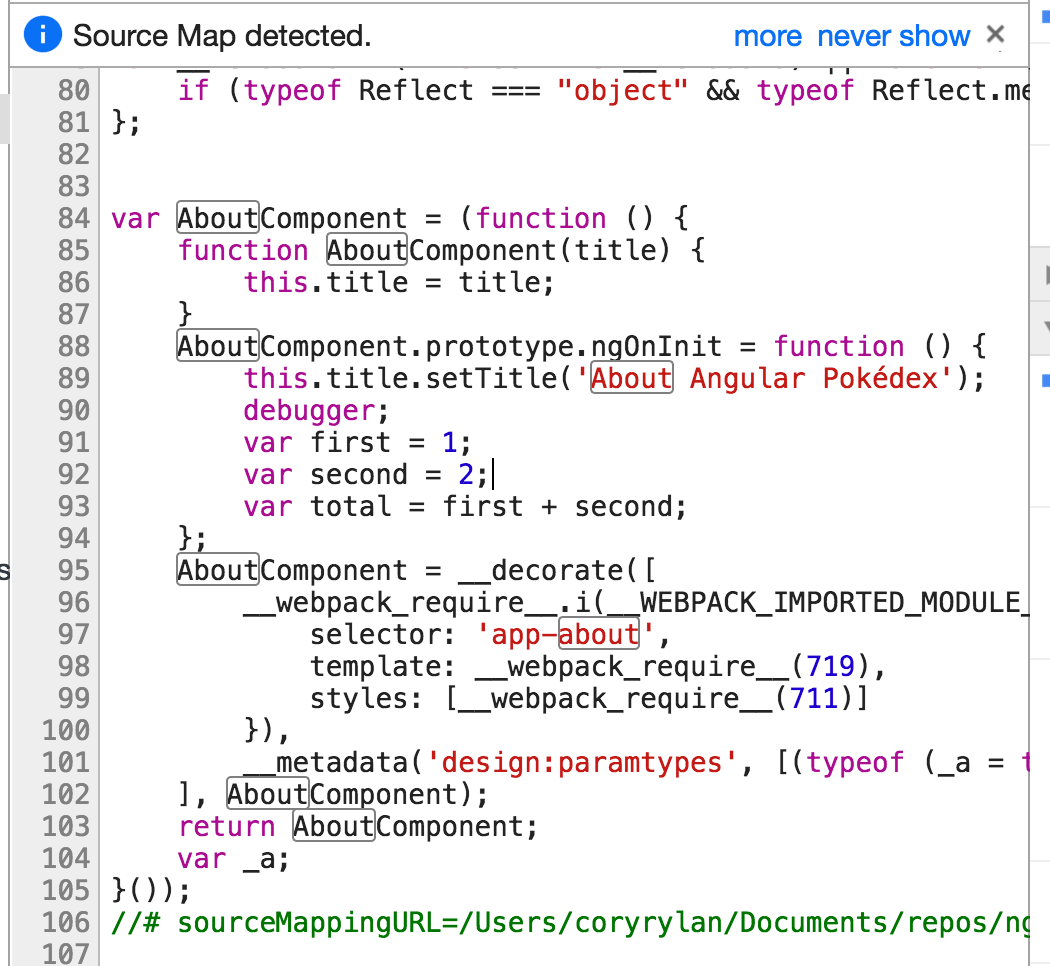 Source Map detected. more never show ×
80 if (typeof Reflect === "object" && typeof Reflect.me
81 };
82
83
84 var AboutComponent = (function () {
85 function AboutComponent(title) {
86 this.title = title;
87 }
88 AboutComponent.prototype.ngOnInit = function () {
89 this.title.setTitle('About Angular Pokédex');
90 debugger;
91 var first = 1;
92 var second = 2;
93 var total = first + second;
94 };
95 AboutComponent = __decorate([
96 __webpack_require__.i(__WEBPACK_IMPORTED_MODULE_
97 selector: 'app-about',
98 template: __webpack_require__(719),
99 styles: [__webpack_require__(711)]
100 }),
101 __metadata('design:paramtypes', [(typeof (_a = t
102 ], AboutComponent);
103 return AboutComponent;
104 var _a;
105 }());
106 //# sourceMappingURL=/Users/coryrylan/Documents/repos/ng
107